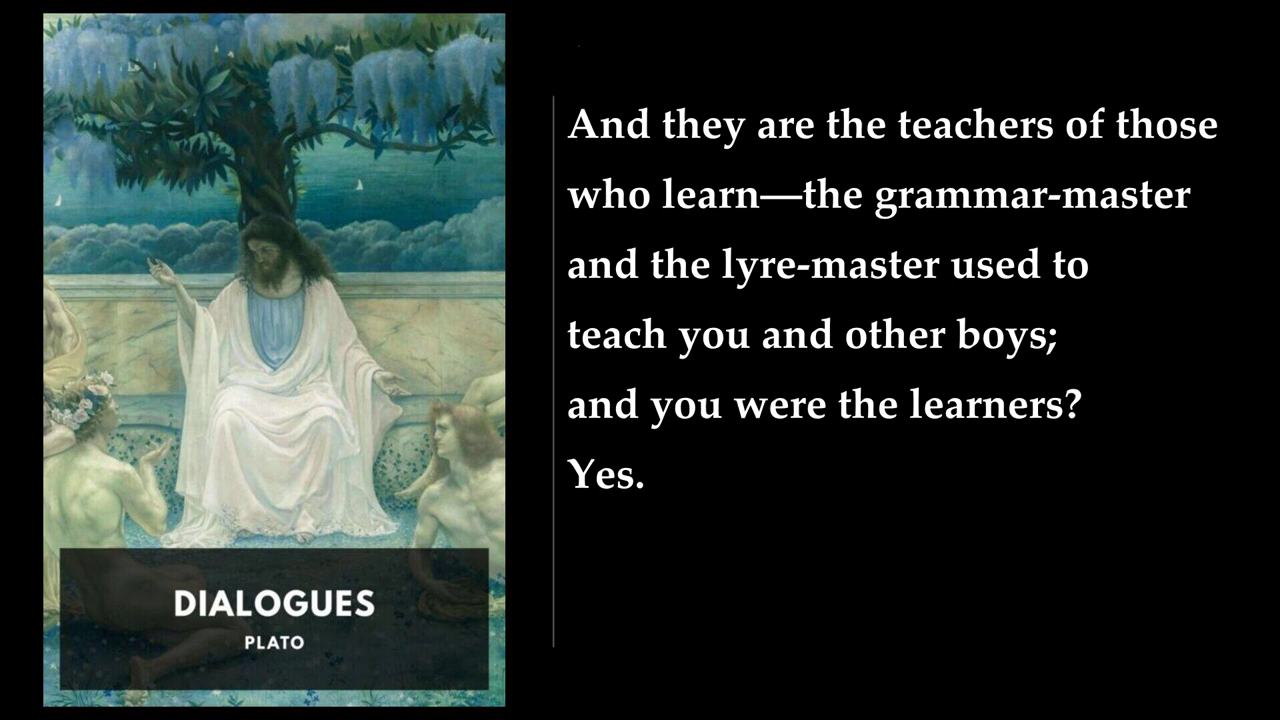 And they are the teachers of those
who learn—the grammar-master
and the lyre-master used to
teach you and other boys;
and you were the learners?
Yes.
DIALOGUES
PLATO